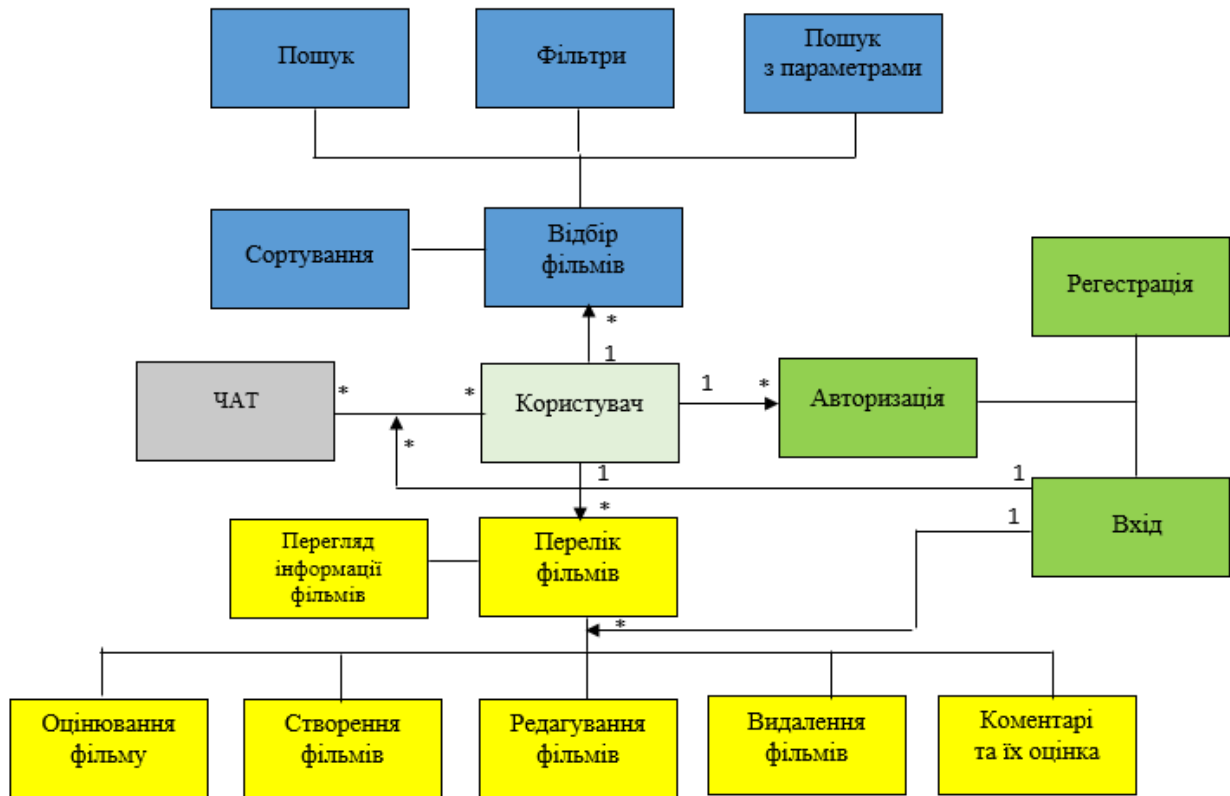 Пошук
Фільтри
Пошук
з параметрами
Сортування
Відбір
фільмів
Регестрація
*
1
ЧАТ
*
*
Користувач
1
*
Авторизація
*
1
1
*
1
Вхід
Перегляд
інформації
фільмів
Перелік
фільмів
*
Оцінювання
фільму
Створення
фільмів
Редагування
фільмів
Видалення
фільмів
Коментарі
та їх оцінка